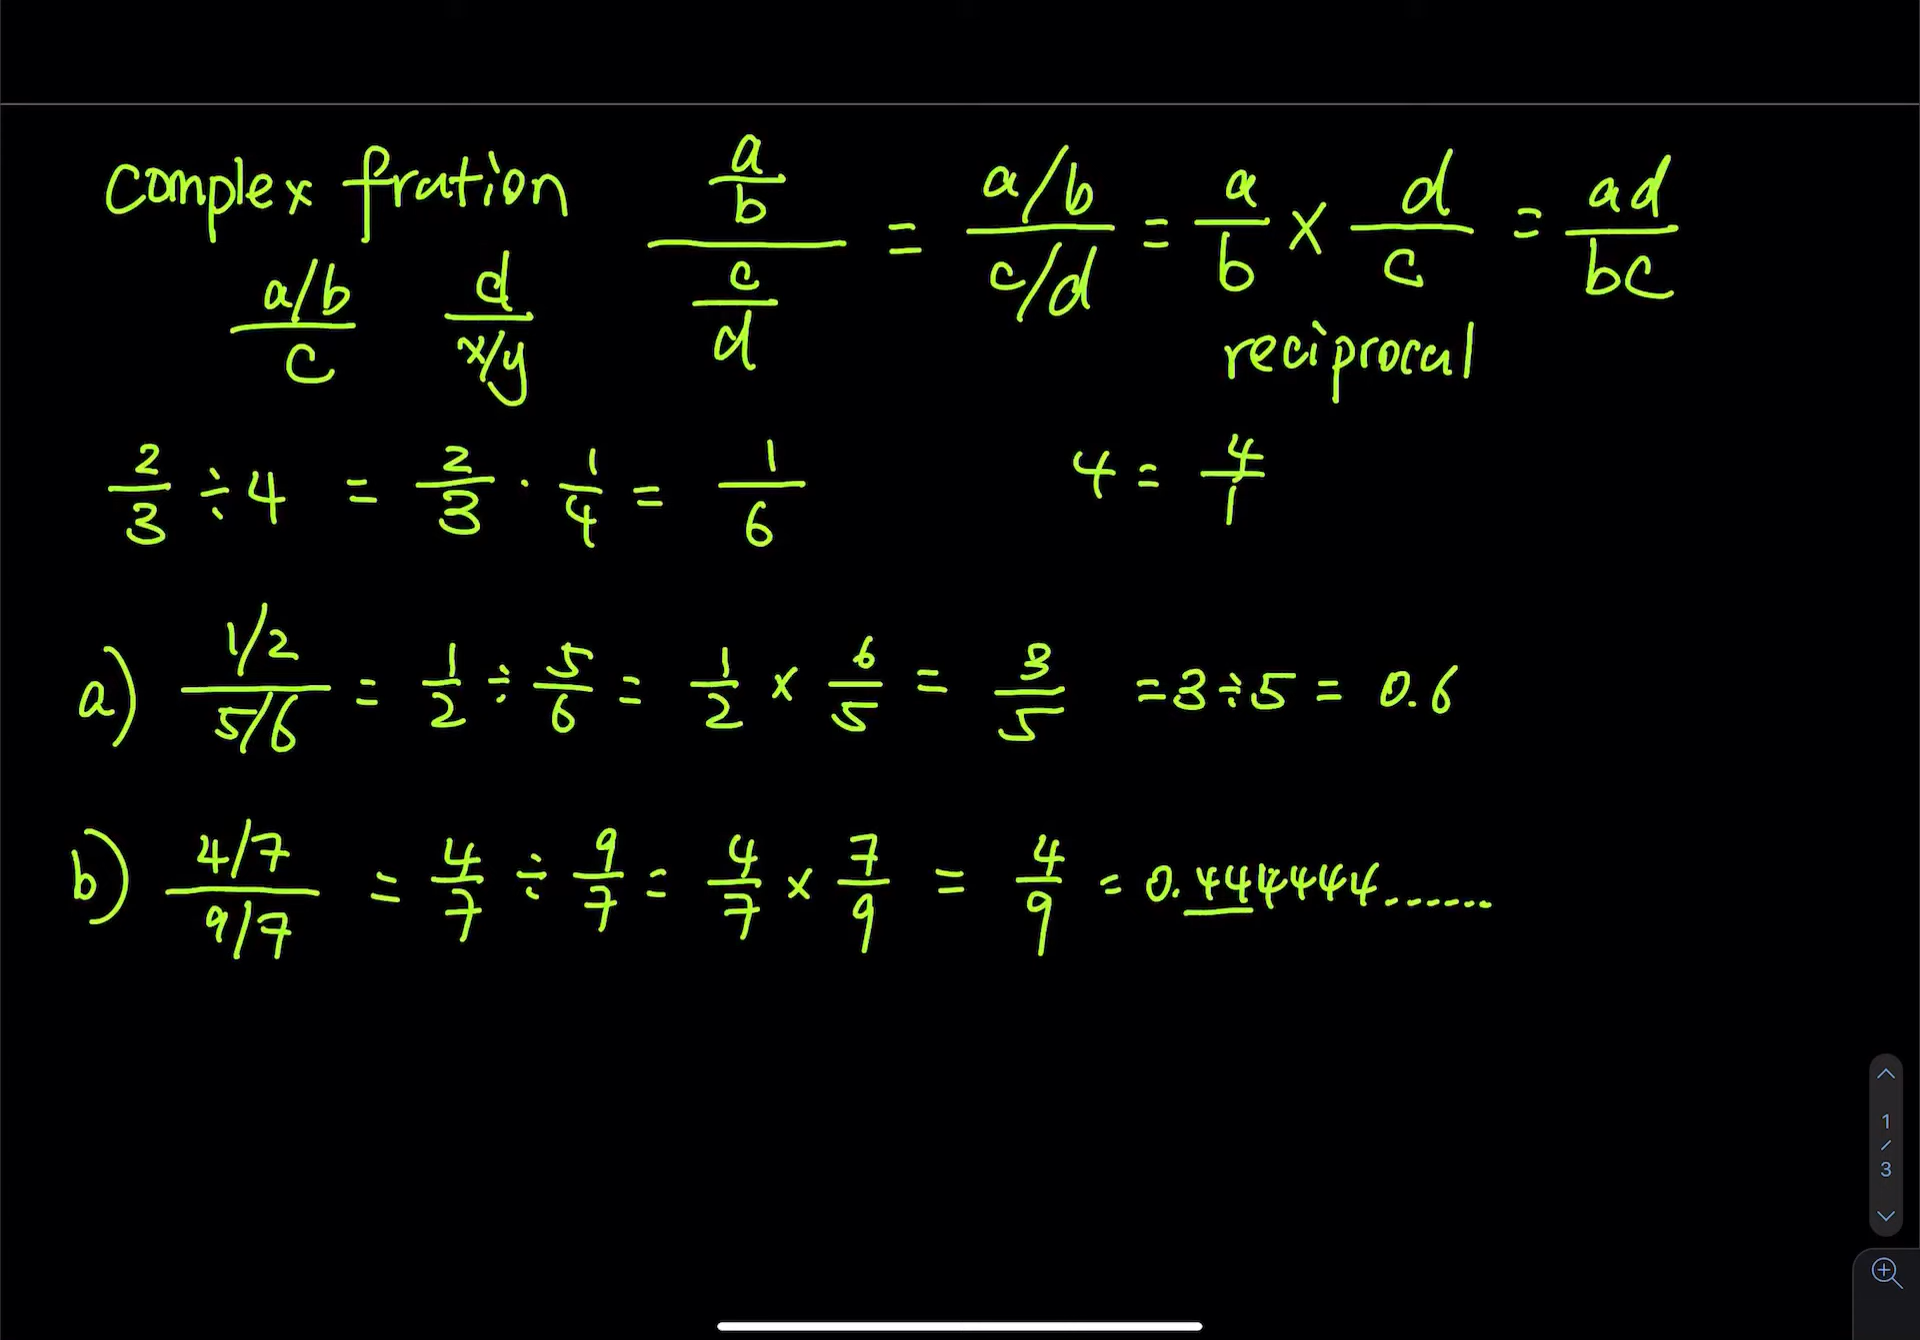 complex fration a/b / c/d = a/b / c/d = a/b × d/c = ad/bc
a/b / c d / x/y reciprocal
2/3 ÷ 4 = 2/3 · 1/4 = 1/6 4 = 4/1
a) 1/2 / 5/6 = 1/2 ÷ 5/6 = 1/2 × 6/5 = 3/5 = 3 ÷ 5 = 0.6
b) 4/7 / 9/7 = 4/7 ÷ 9/7 = 4/7 × 7/9 = 4/9 = 0.444444......
1 / 3